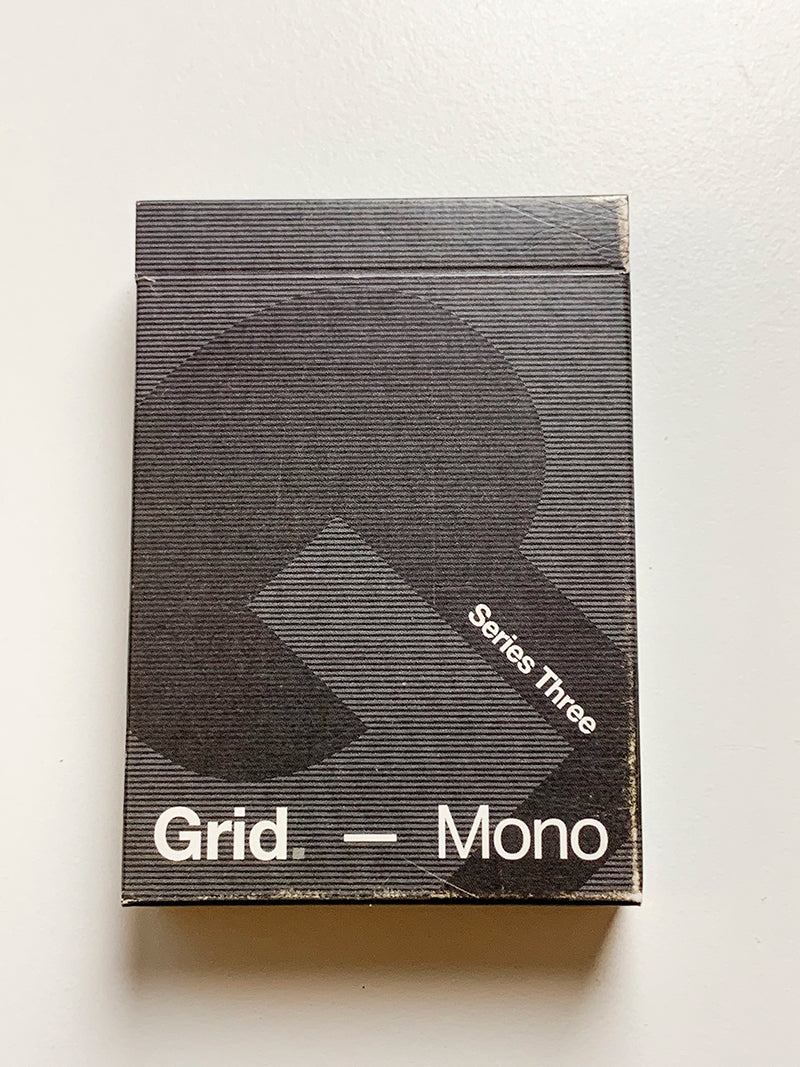 Series Three
Grid. — Mono